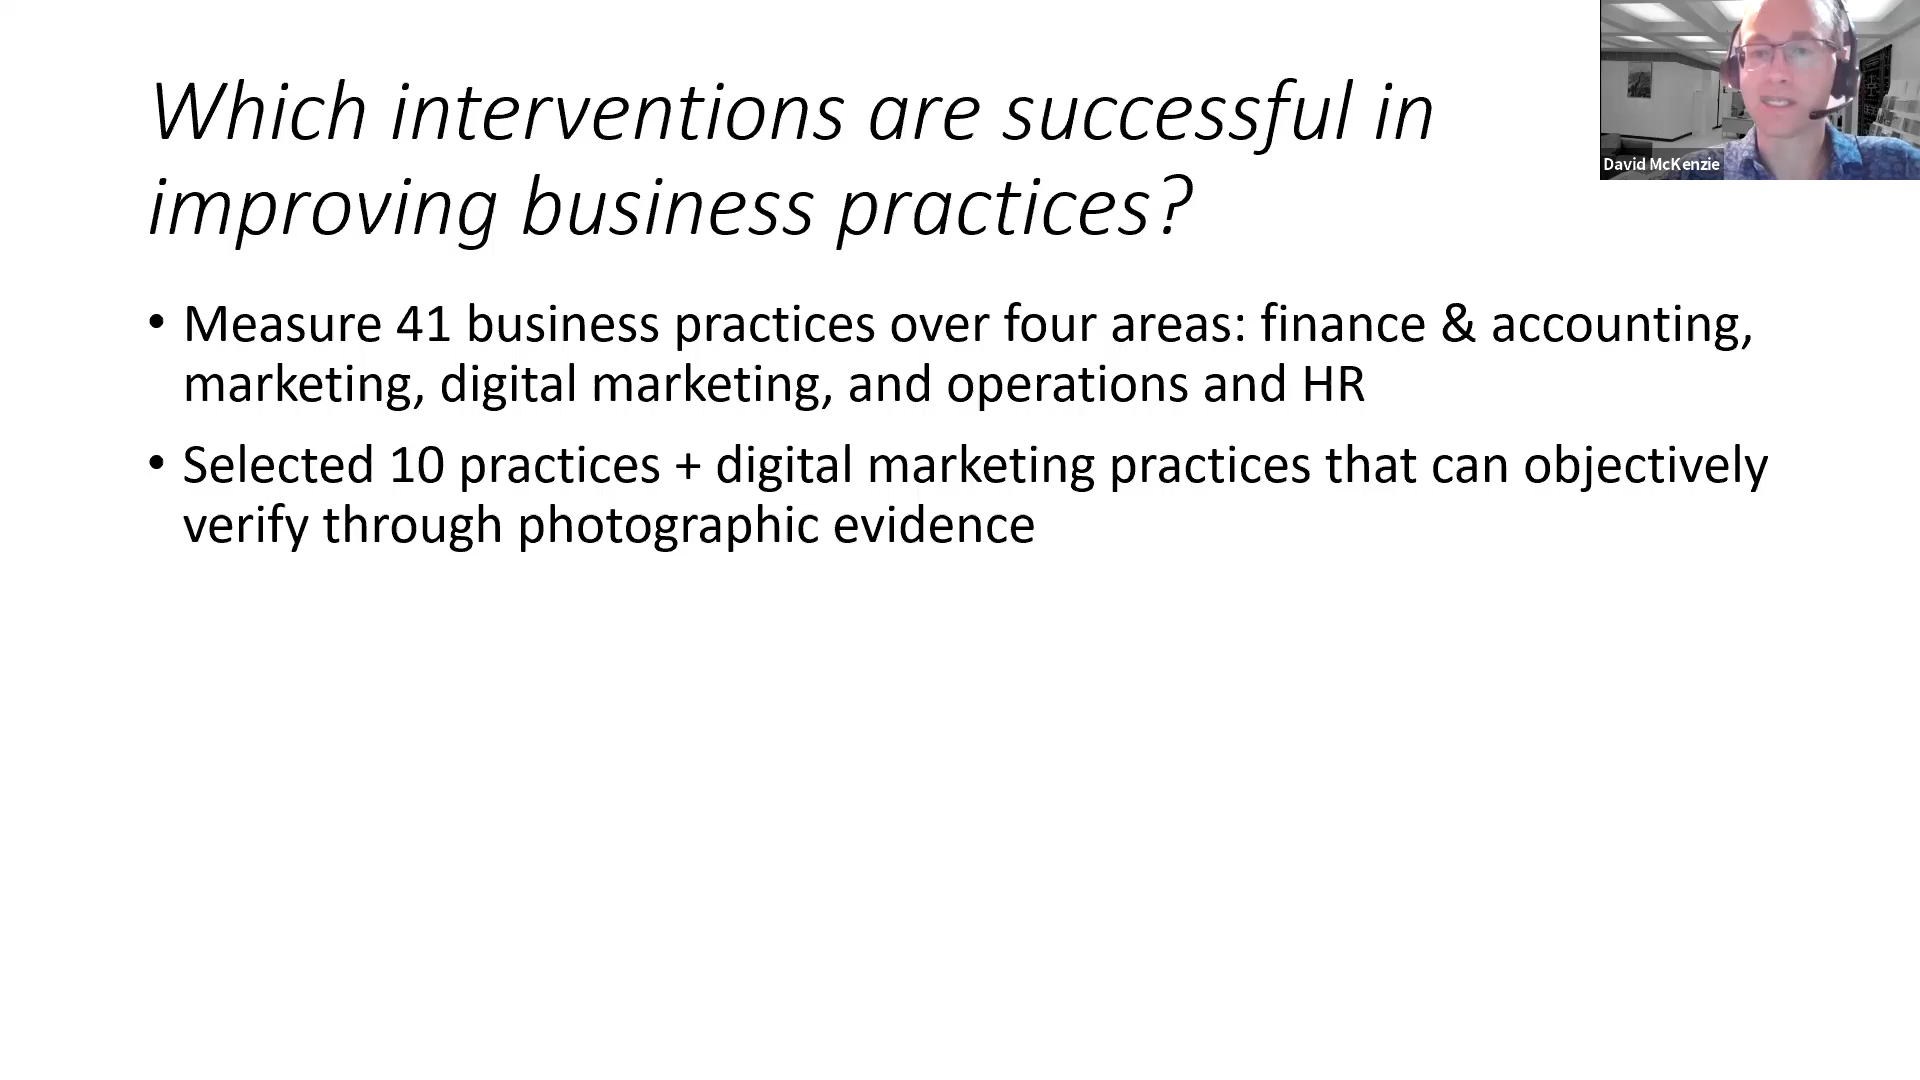 Which interventions are successful in
improving business practices?
David McKenzie
• Measure 41 business practices over four areas: finance & accounting,
marketing, digital marketing, and operations and HR
• Selected 10 practices + digital marketing practices that can objectively
verify through photographic evidence